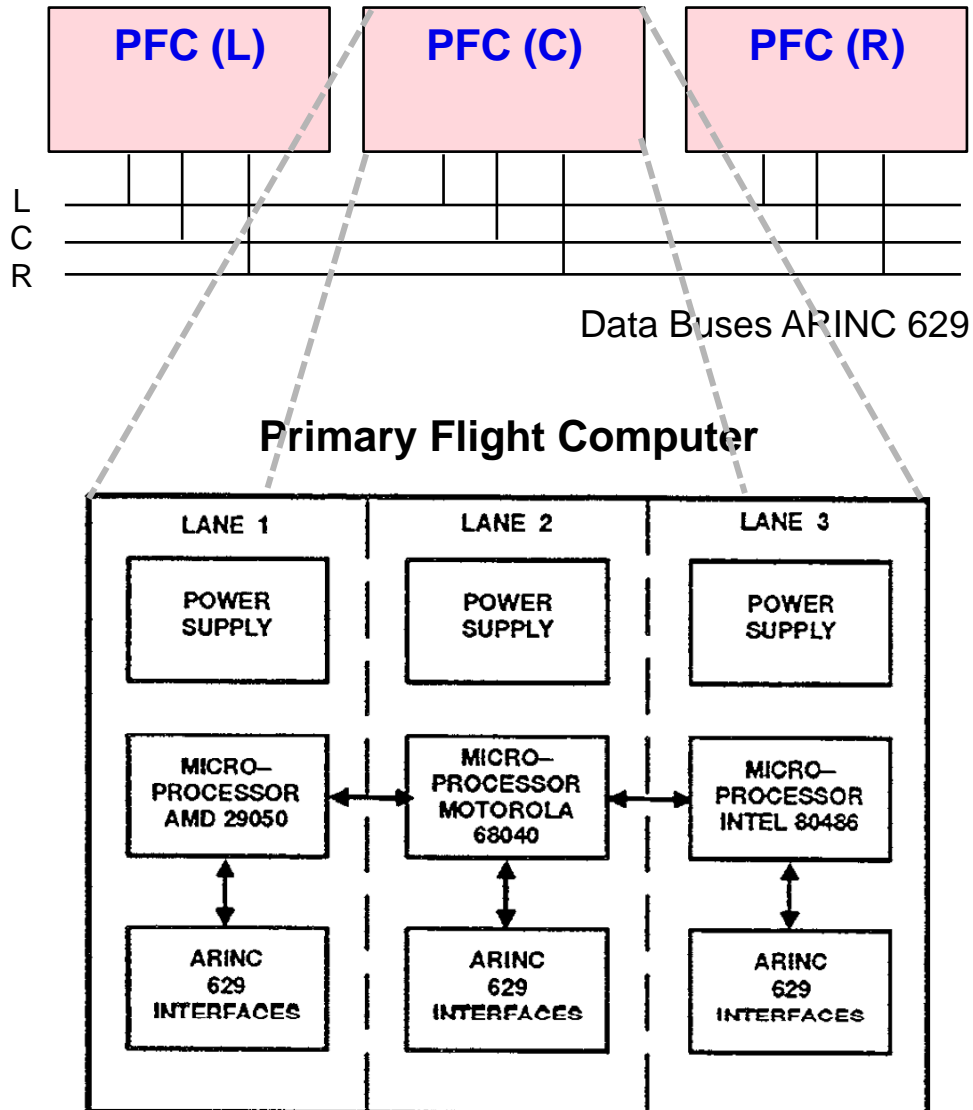 PFC (L)
PFC (C)
PFC (R)
L
C
R
Data Buses ARINC 629
Primary Flight Computer
LANE 1
LANE 2
LANE 3
POWER
SUPPLY
POWER
SUPPLY
POWER
SUPPLY
MICRO–
PROCESSOR
AMD 29050
MICRO–
PROCESSOR
MOTOROLA
68040
MICRO–
PROCESSOR
INTEL 80486
ARINC
629
INTERFACES
ARINC
629
INTERFACES
ARINC
629
INTERFACES